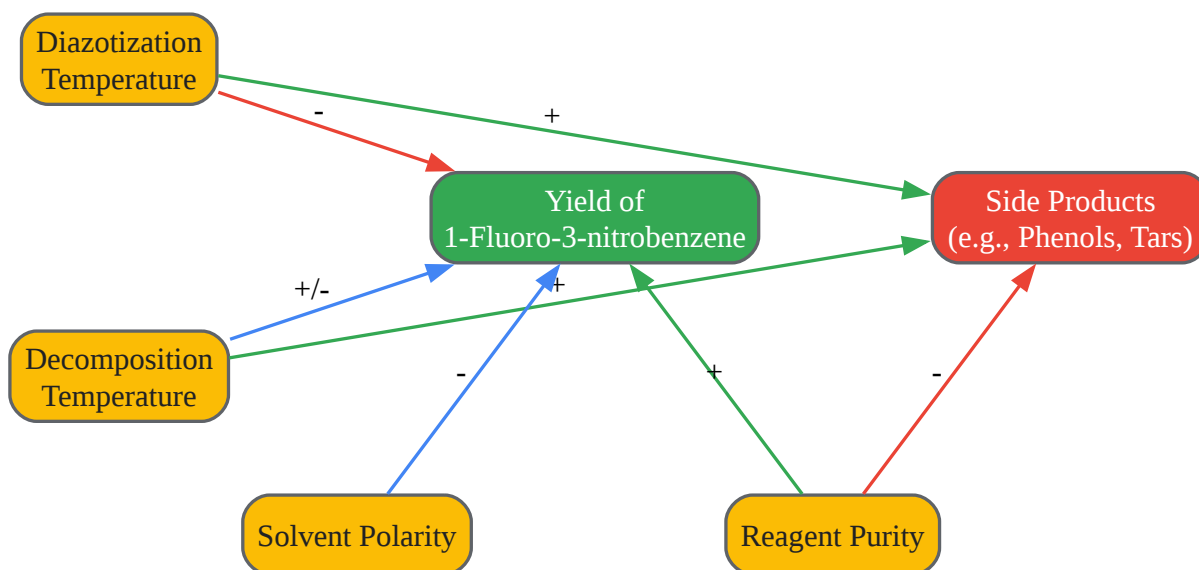 Diazotization
Temperature
+
-
Yield of
1-Fluoro-3-nitrobenzene
Side Products
(e.g., Phenols, Tars)
+/-
+
Decomposition
Temperature
-
+
-
Solvent Polarity
Reagent Purity